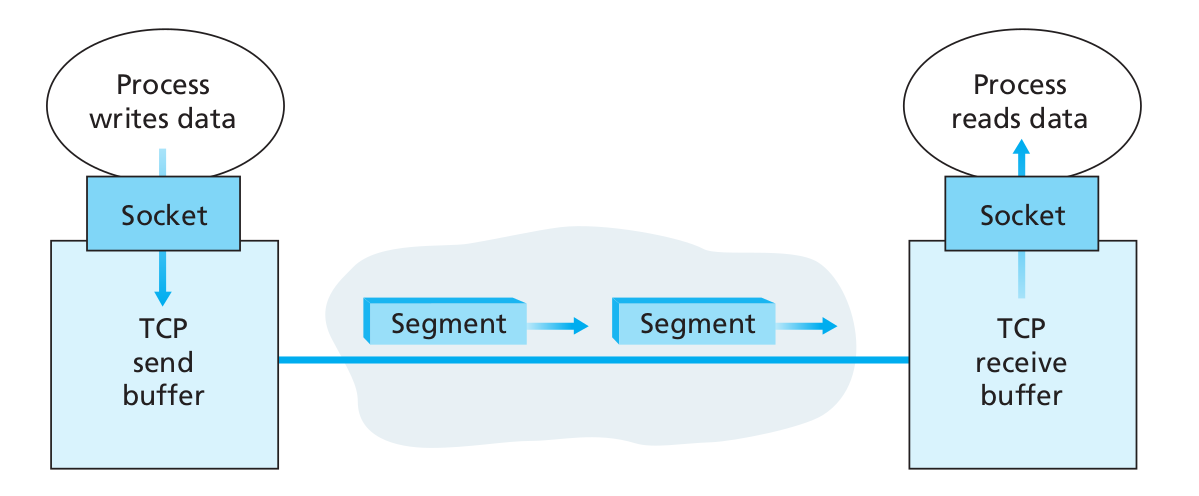 Process
writes data
Socket
TCP
send
buffer
Segment
Segment
Process
reads data
Socket
TCP
receive
buffer